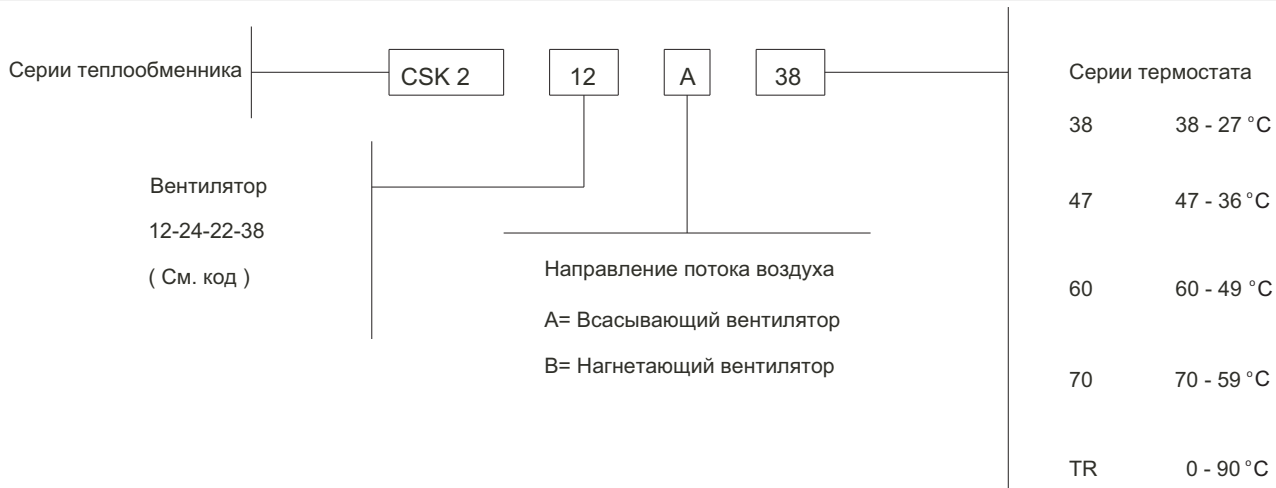 Серии теплообменника
CSK 2
12
A
38
Вентилятор
12-24-22-38
( См. код )
Направление потока воздуха
A= Всасывающий вентилятор
B= Нагнетающий вентилятор
Серии термостата
38 38 - 27 °C
47 47 - 36 °C
60 60 - 49 °C
70 70 - 59 °C
TR 0 - 90 °C